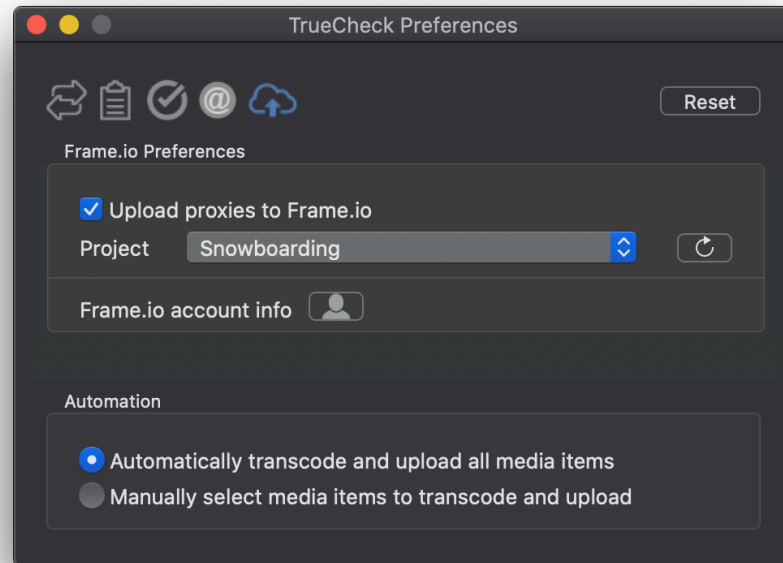 TrueCheck Preferences
@
Reset
Frame.io Preferences
Upload proxies to Frame.io
Project Snowboarding
Frame.io account info
Automation
Automatically transcode and upload all media items
Manually select media items to transcode and upload